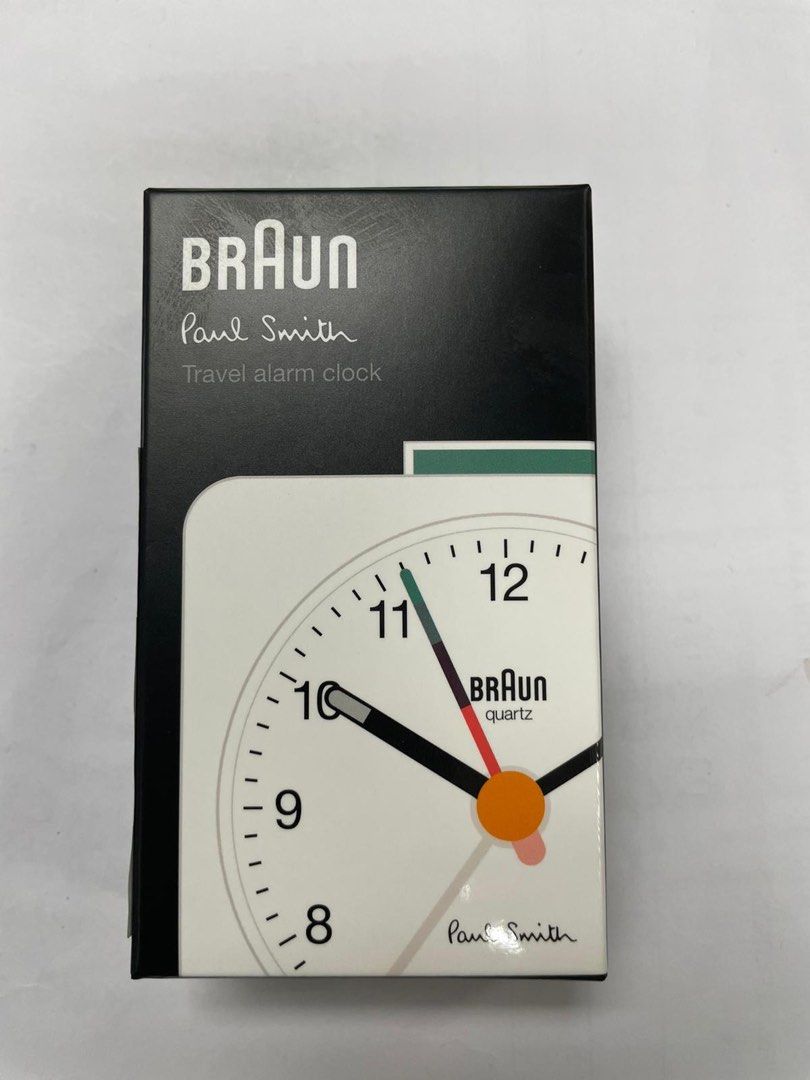 BRAUN
Paul Smith
Travel alarm clock
12
11
BRAUN
quartz
10
9
8
Paul Smith